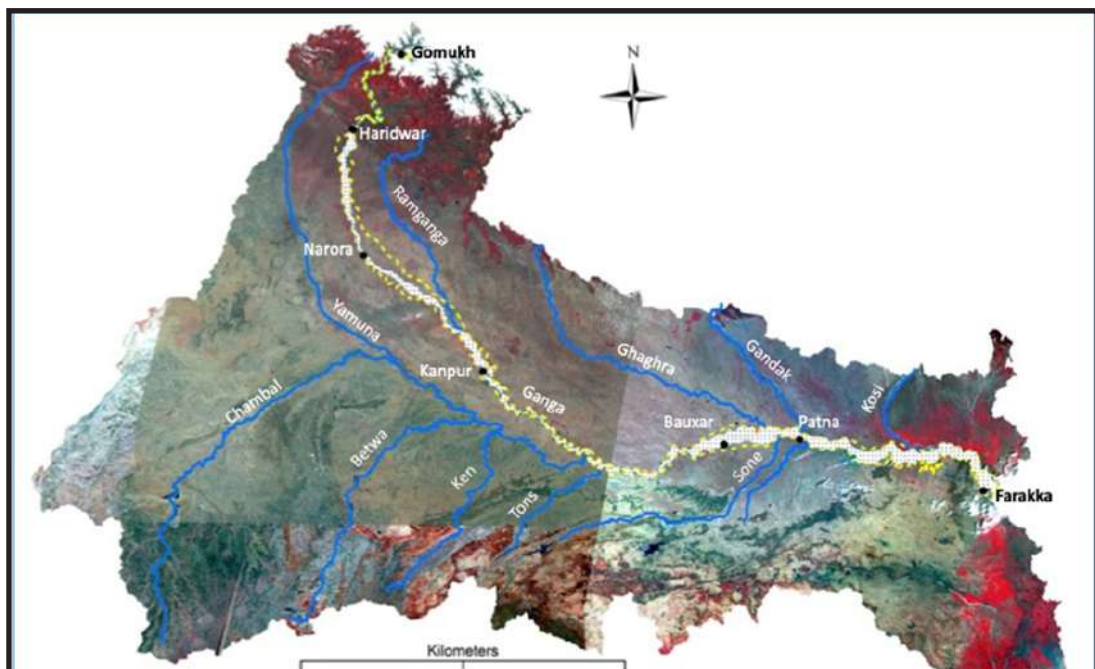 Gomukh
N
Haridwar
Ramganga
Narora
Yamuna
Ghaghra
Gandak
Kanpur
Chambal
Ganga
Kosi
Bauxar
Patna
Betwa
Ken
Sone
Tons
Farakka
Kilometers